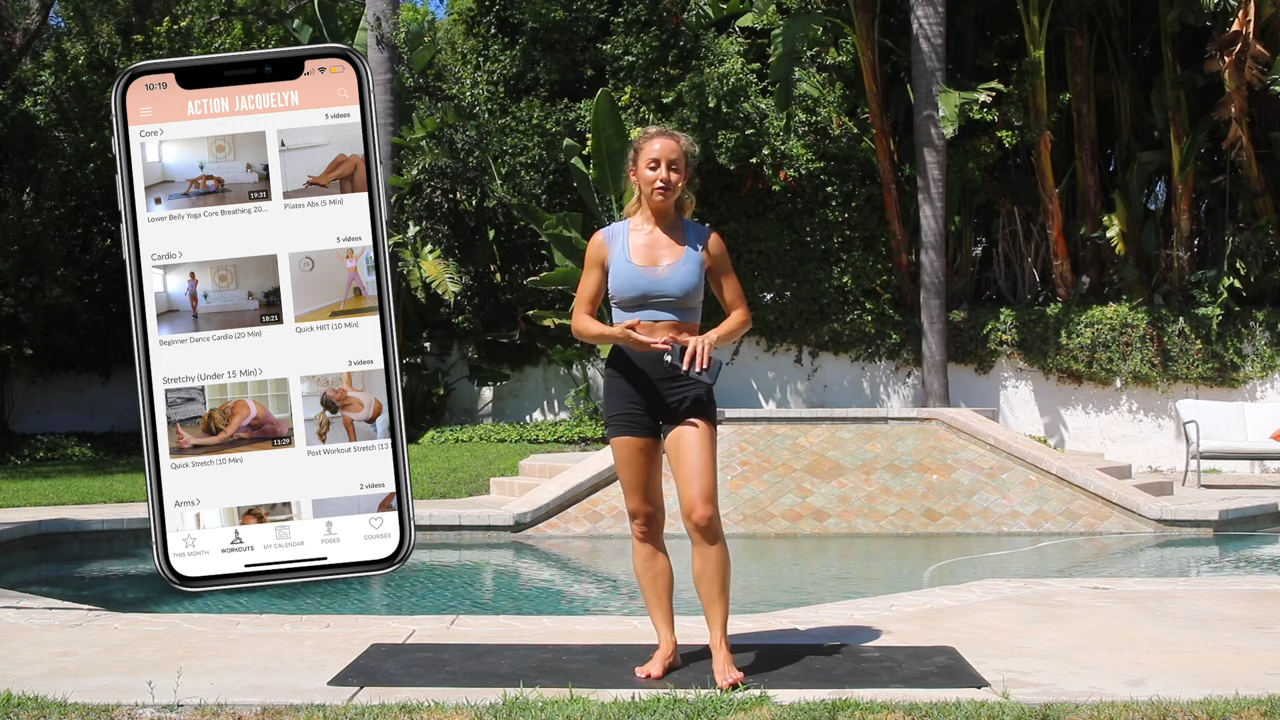 10:19
ACTION JACQUELYN
5 videos
Core >
19:31
Lower Belly Yoga Core Breathing 20...
Pilates Abs (5 Min)
5 videos
Cardio >
18:21
Beginner Dance Cardio (20 Min)
Quick HIIT (10 Min)
3 videos
Stretchy (Under 15 Min) >
11:29
Quick Stretch (10 Min)
Post Workout Stretch (13
2 videos
Arms >
THIS MONTH
WORKOUTS
MY CALENDAR
POSES
COURSES